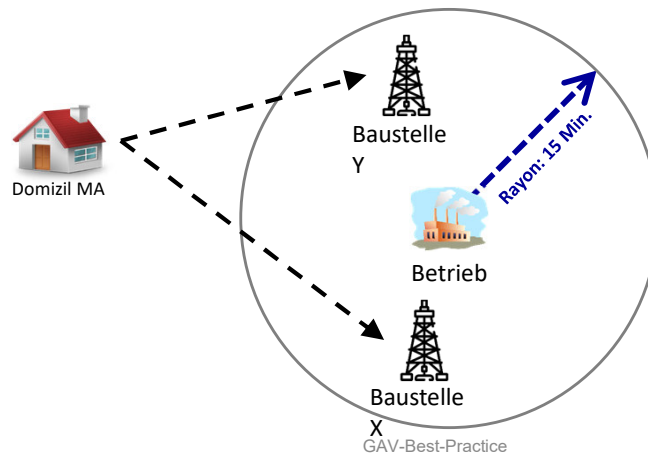 Baustelle
Y
Rayon: 15 Min.
Domizil MA
Betrieb
Baustelle
X
GAV-Best-Practice